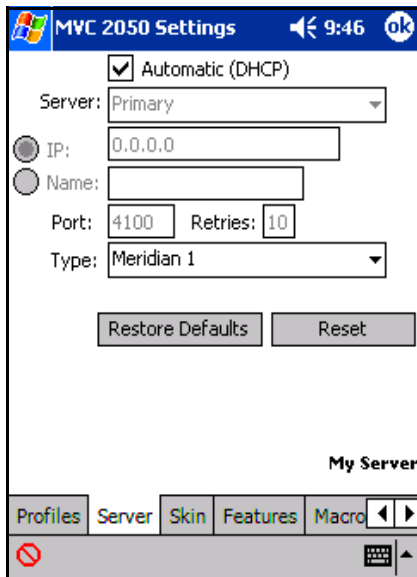 MVC 2050 Settings 9:46 ok
Automatic (DHCP)
Server: Primary
IP: 0.0.0.0
Name:
Port: 4100 Retries: 10
Type: Meridian 1
Restore Defaults Reset
My Server
Profiles Server Skin Features Macro